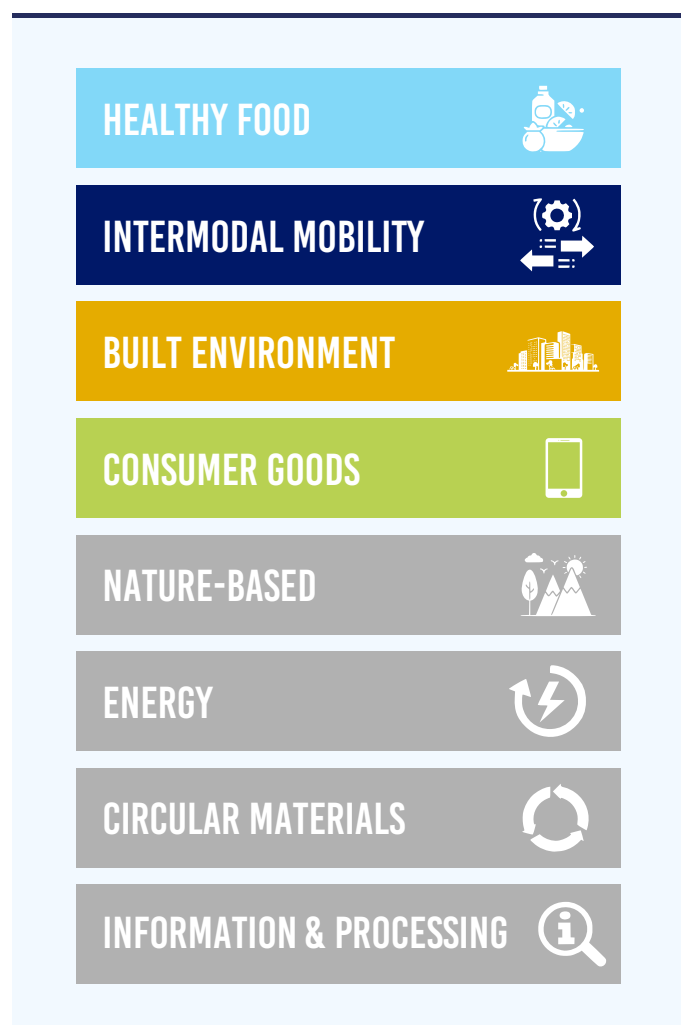 HEALTHY FOOD
INTERMODAL MOBILITY
BUILT ENVIRONMENT
CONSUMER GOODS
NATURE-BASED
ENERGY
CIRCULAR MATERIALS
INFORMATION & PROCESSING